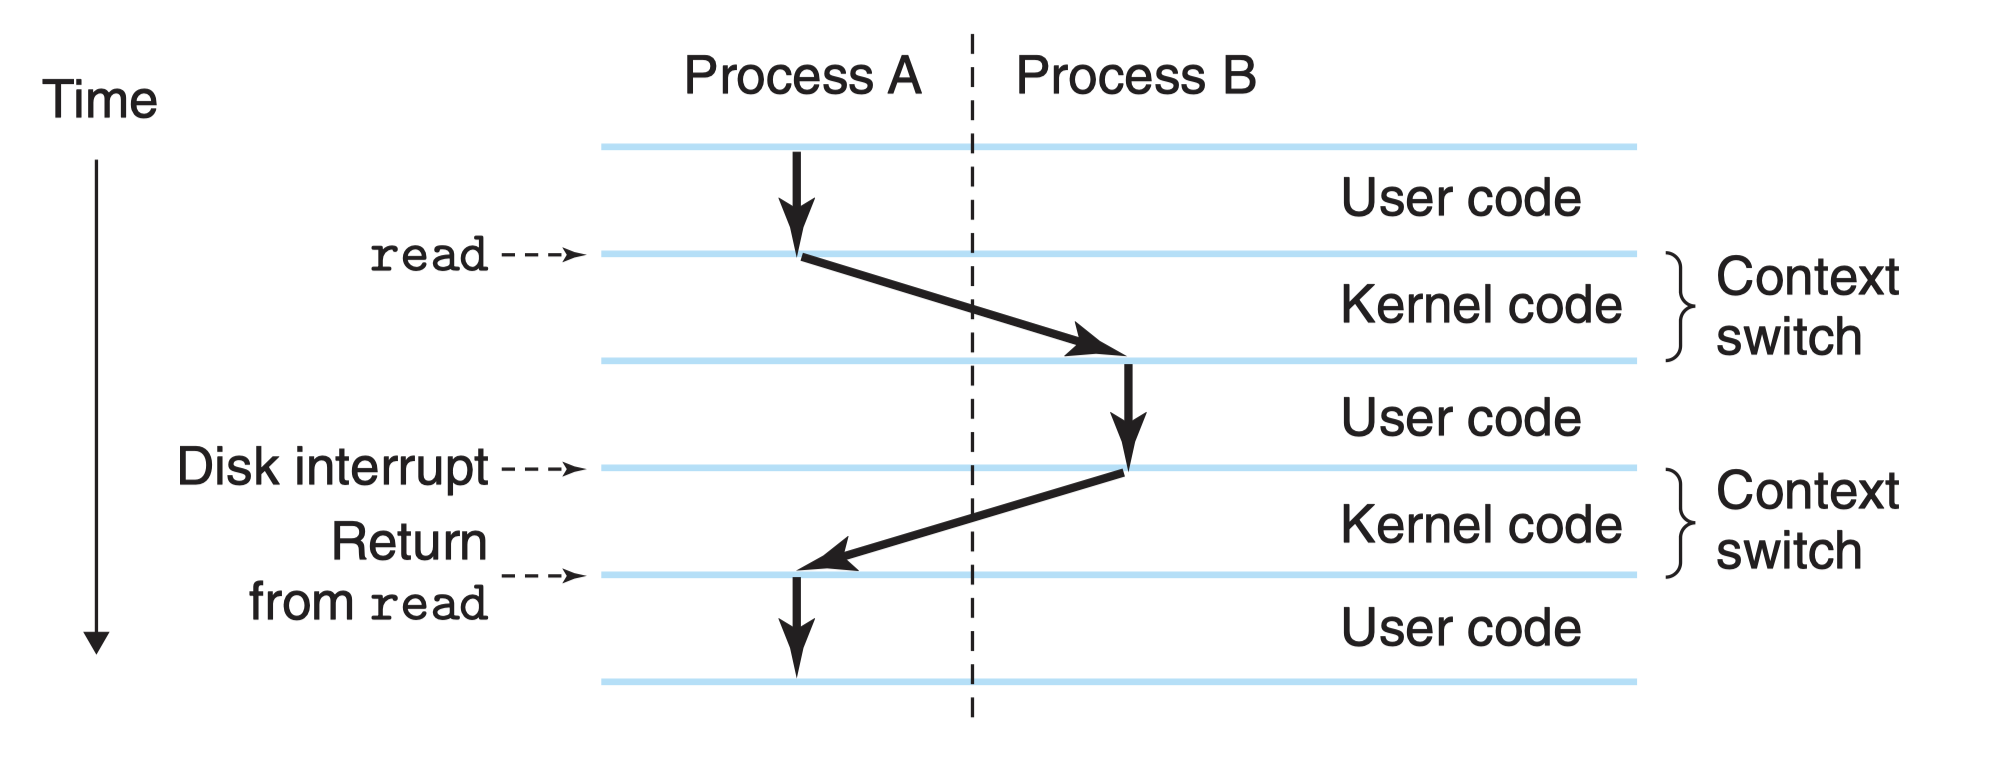 Process A
Process B
Time
User code
read
Kernel code
Context
switch
User code
Disk interrupt
Kernel code
Context
switch
Return
from read
User code